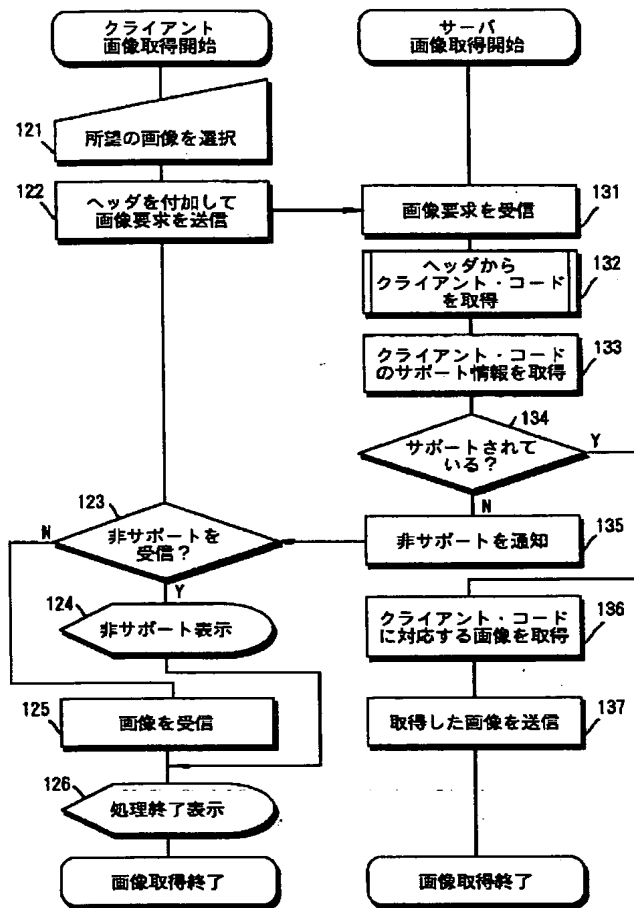 クライアント
画像取得開始
サーバ
画像取得開始
121
所望の画像を選択
122
ヘッダを付加して
画像要求を送信
画像要求を受信
131
ヘッダから
クライアント・コード
を取得
132
クライアント・コード
のサポート情報を取得
133
134
サポートされて
いる？
Y
N
123
非サポートを
受信？
N
Y
非サポートを通知
135
124
非サポート表示
クライアント・コード
に対応する画像を取得
136
125
画像を受信
取得した画像を送信
137
126
処理終了表示
画像取得終了
画像取得終了